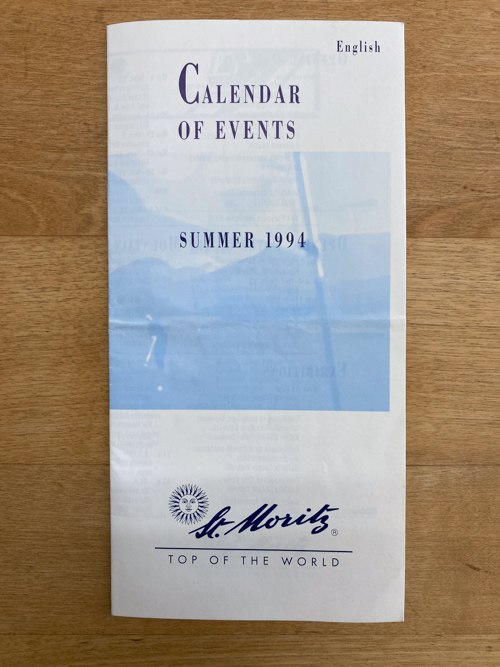 English
CALENDAR
OF EVENTS
SUMMER 1994
St. Moritz ®
TOP OF THE WORLD